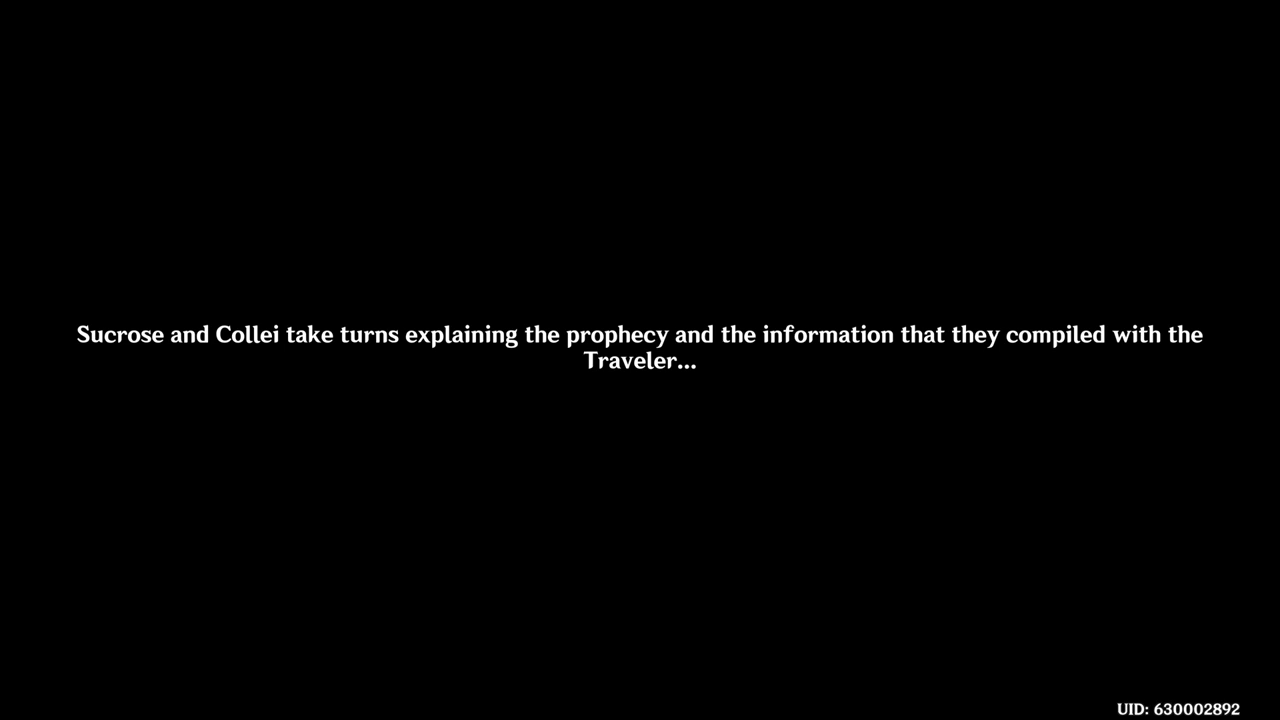 Sucrose and Collei take turns explaining the prophecy and the information that they compiled with the
Traveler...
UID: 630002892